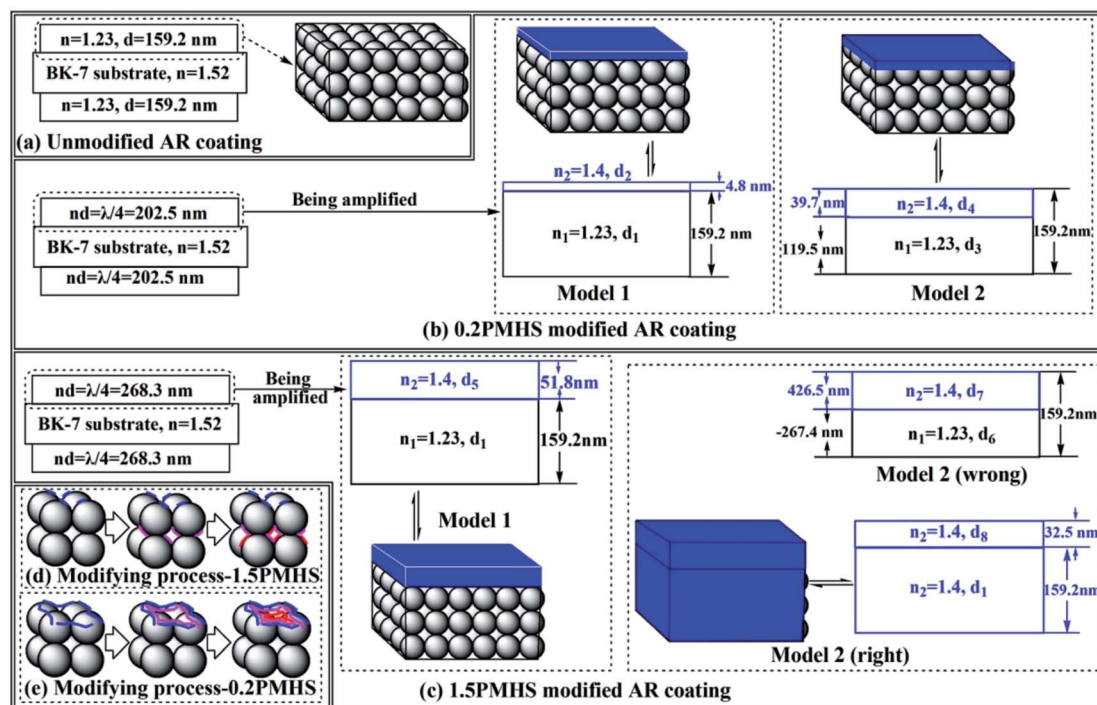 n=1.23, d=159.2 nm
BK-7 substrate, n=1.52
n=1.23, d=159.2 nm
(a) Unmodified AR coating
nd=λ/4=202.5 nm
BK-7 substrate, n=1.52
nd=λ/4=202.5 nm
Being amplified
n₂=1.4, d₂
4.8 nm
n₁=1.23, d₁
159.2 nm
Model 1
39.7 nm
n₂=1.4, d₄
119.5 nm
n₁=1.23, d₃
159.2 nm
Model 2
(b) 0.2PMHS modified AR coating
nd=λ/4=268.3 nm
BK-7 substrate, n=1.52
nd=λ/4=268.3 nm
Being
amplified
n₂=1.4, d₅
51.8nm
n₁=1.23, d₁
159.2nm
Model 1
426.5 nm
n₂=1.4, d₇
-267.4 nm
n₁=1.23, d₆
159.2nm
Model 2 (wrong)
n₂=1.4, d₈
32.5nm
n₂=1.4, d₁
159.2nm
Model 2 (right)
(d) Modifying process-1.5PMHS
(e) Modifying process-0.2PMHS
(c) 1.5PMHS modified AR coating